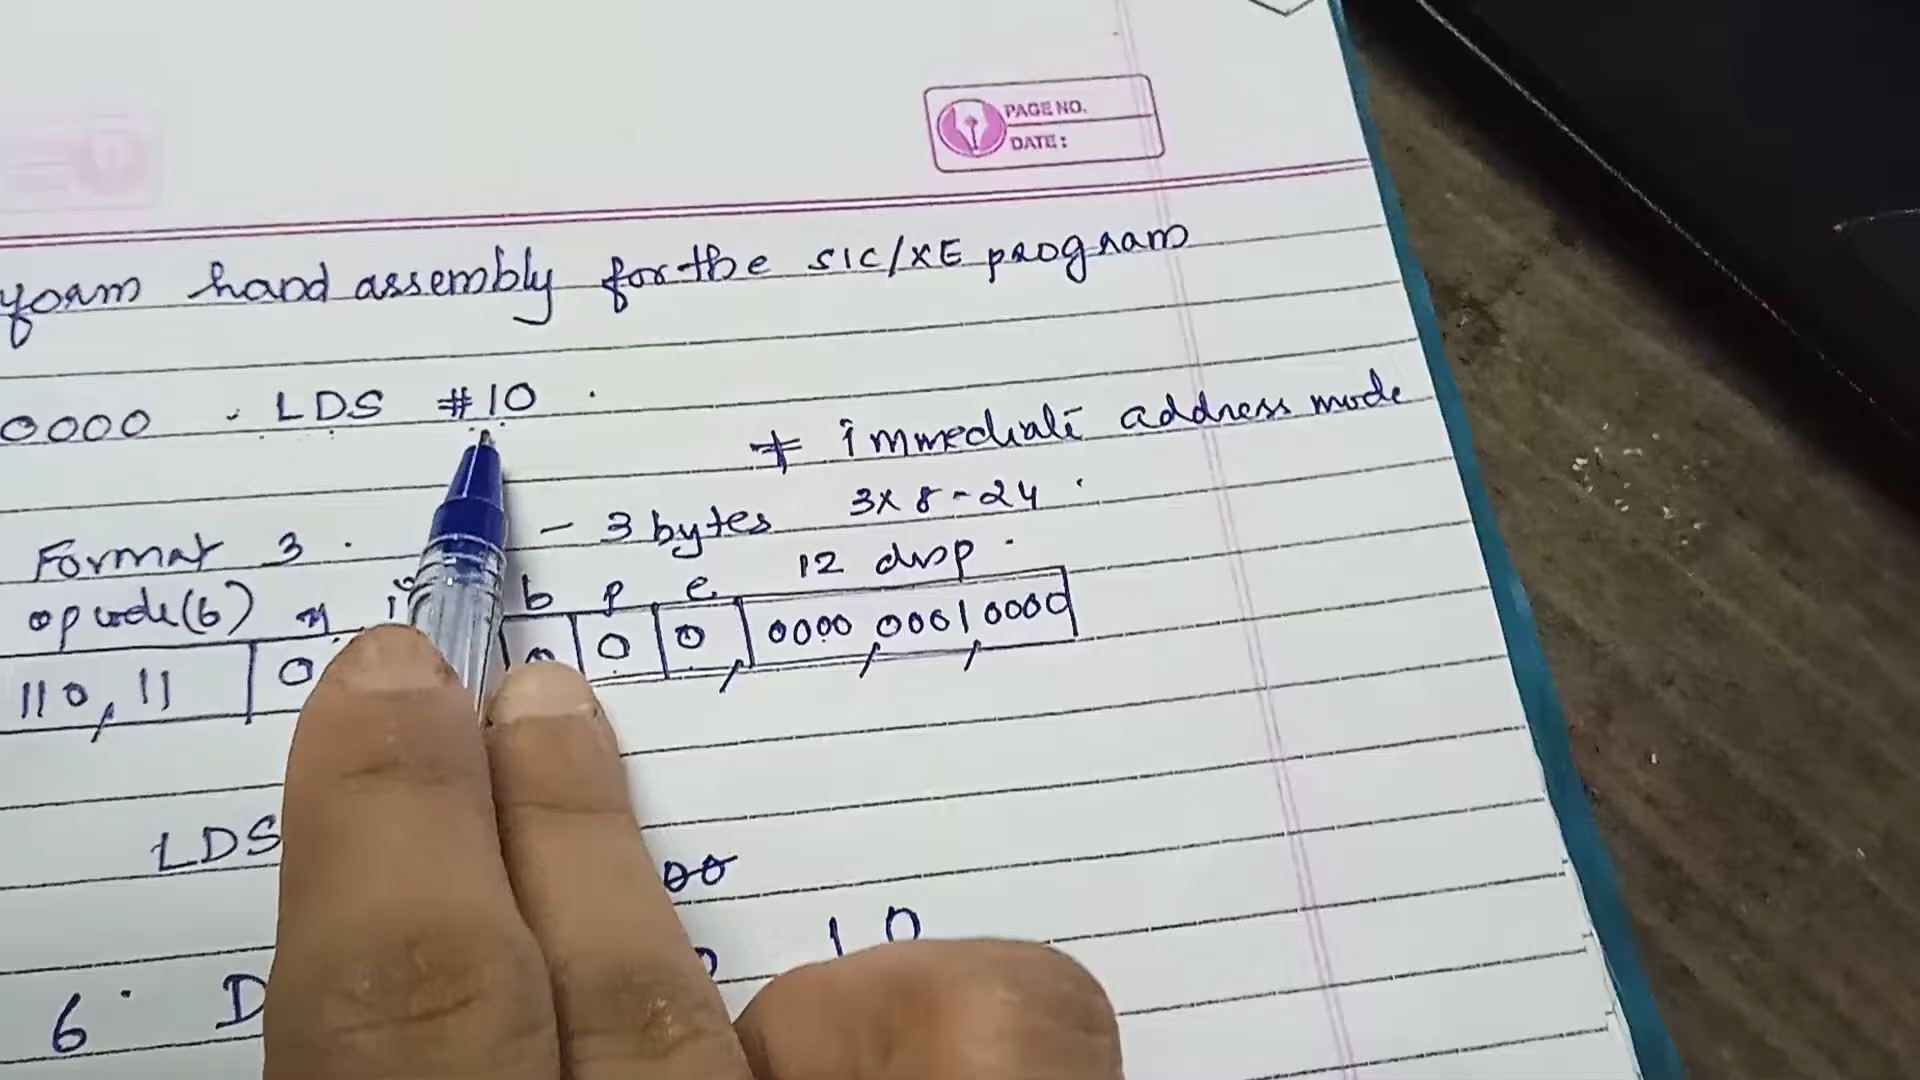 PAGE NO.
DATE:
form hand assembly for the SIC/XE program
0000 . LDS #10 .
# immediate address mode
Format 3 . - 3 bytes 3x8-24
opcode(6) n i b p e 12 disp
110,11 0 0 0 0000,0001,0000
LDS 00
6 D 1 0